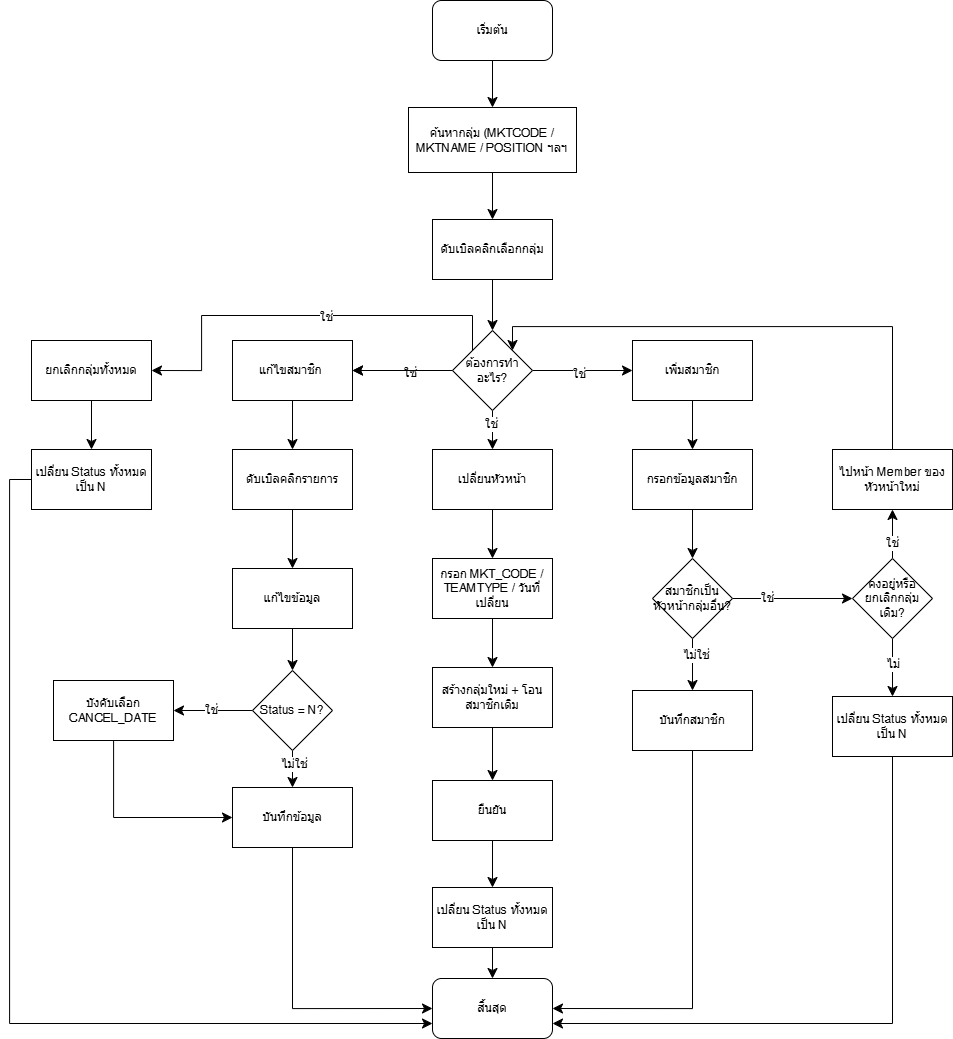 เริ่มต้น
ค้นหากลุ่ม (MKTCODE /
MKTNAME / POSITION ฯลฯ
ดับเบิลคลิกเลือกกลุ่ม
ใช่
ต้องการทำ
อะไร?
ยกเลิกกลุ่มทั้งหมด
แก้ไขสมาชิก
ใช่
ใช่
เพิ่มสมาชิก
ใช่
เปลี่ยน Status ทั้งหมด
เป็น N
ดับเบิลคลิกรายการ
เปลี่ยนหัวหน้า
กรอกข้อมูลสมาชิก
ไปหน้า Member ของ
หัวหน้าใหม่
ใช่
แก้ไขข้อมูล
กรอก MKT_CODE /
TEAMTYPE / วันที่
เปลี่ยน
สมาชิกเป็น
หัวหน้ากลุ่มอื่น?
ใช่
คงอยู่หรือ
ยกเลิกกลุ่ม
เดิม?
ไม่ใช่
ไม่
บังคับเลือก
CANCEL_DATE
ใช่
Status = N?
สร้างกลุ่มใหม่ + โอน
สมาชิกเดิม
บันทึกสมาชิก
เปลี่ยน Status ทั้งหมด
เป็น N
ไม่ใช่
บันทึกข้อมูล
ยืนยัน
เปลี่ยน Status ทั้งหมด
เป็น N
สิ้นสุด